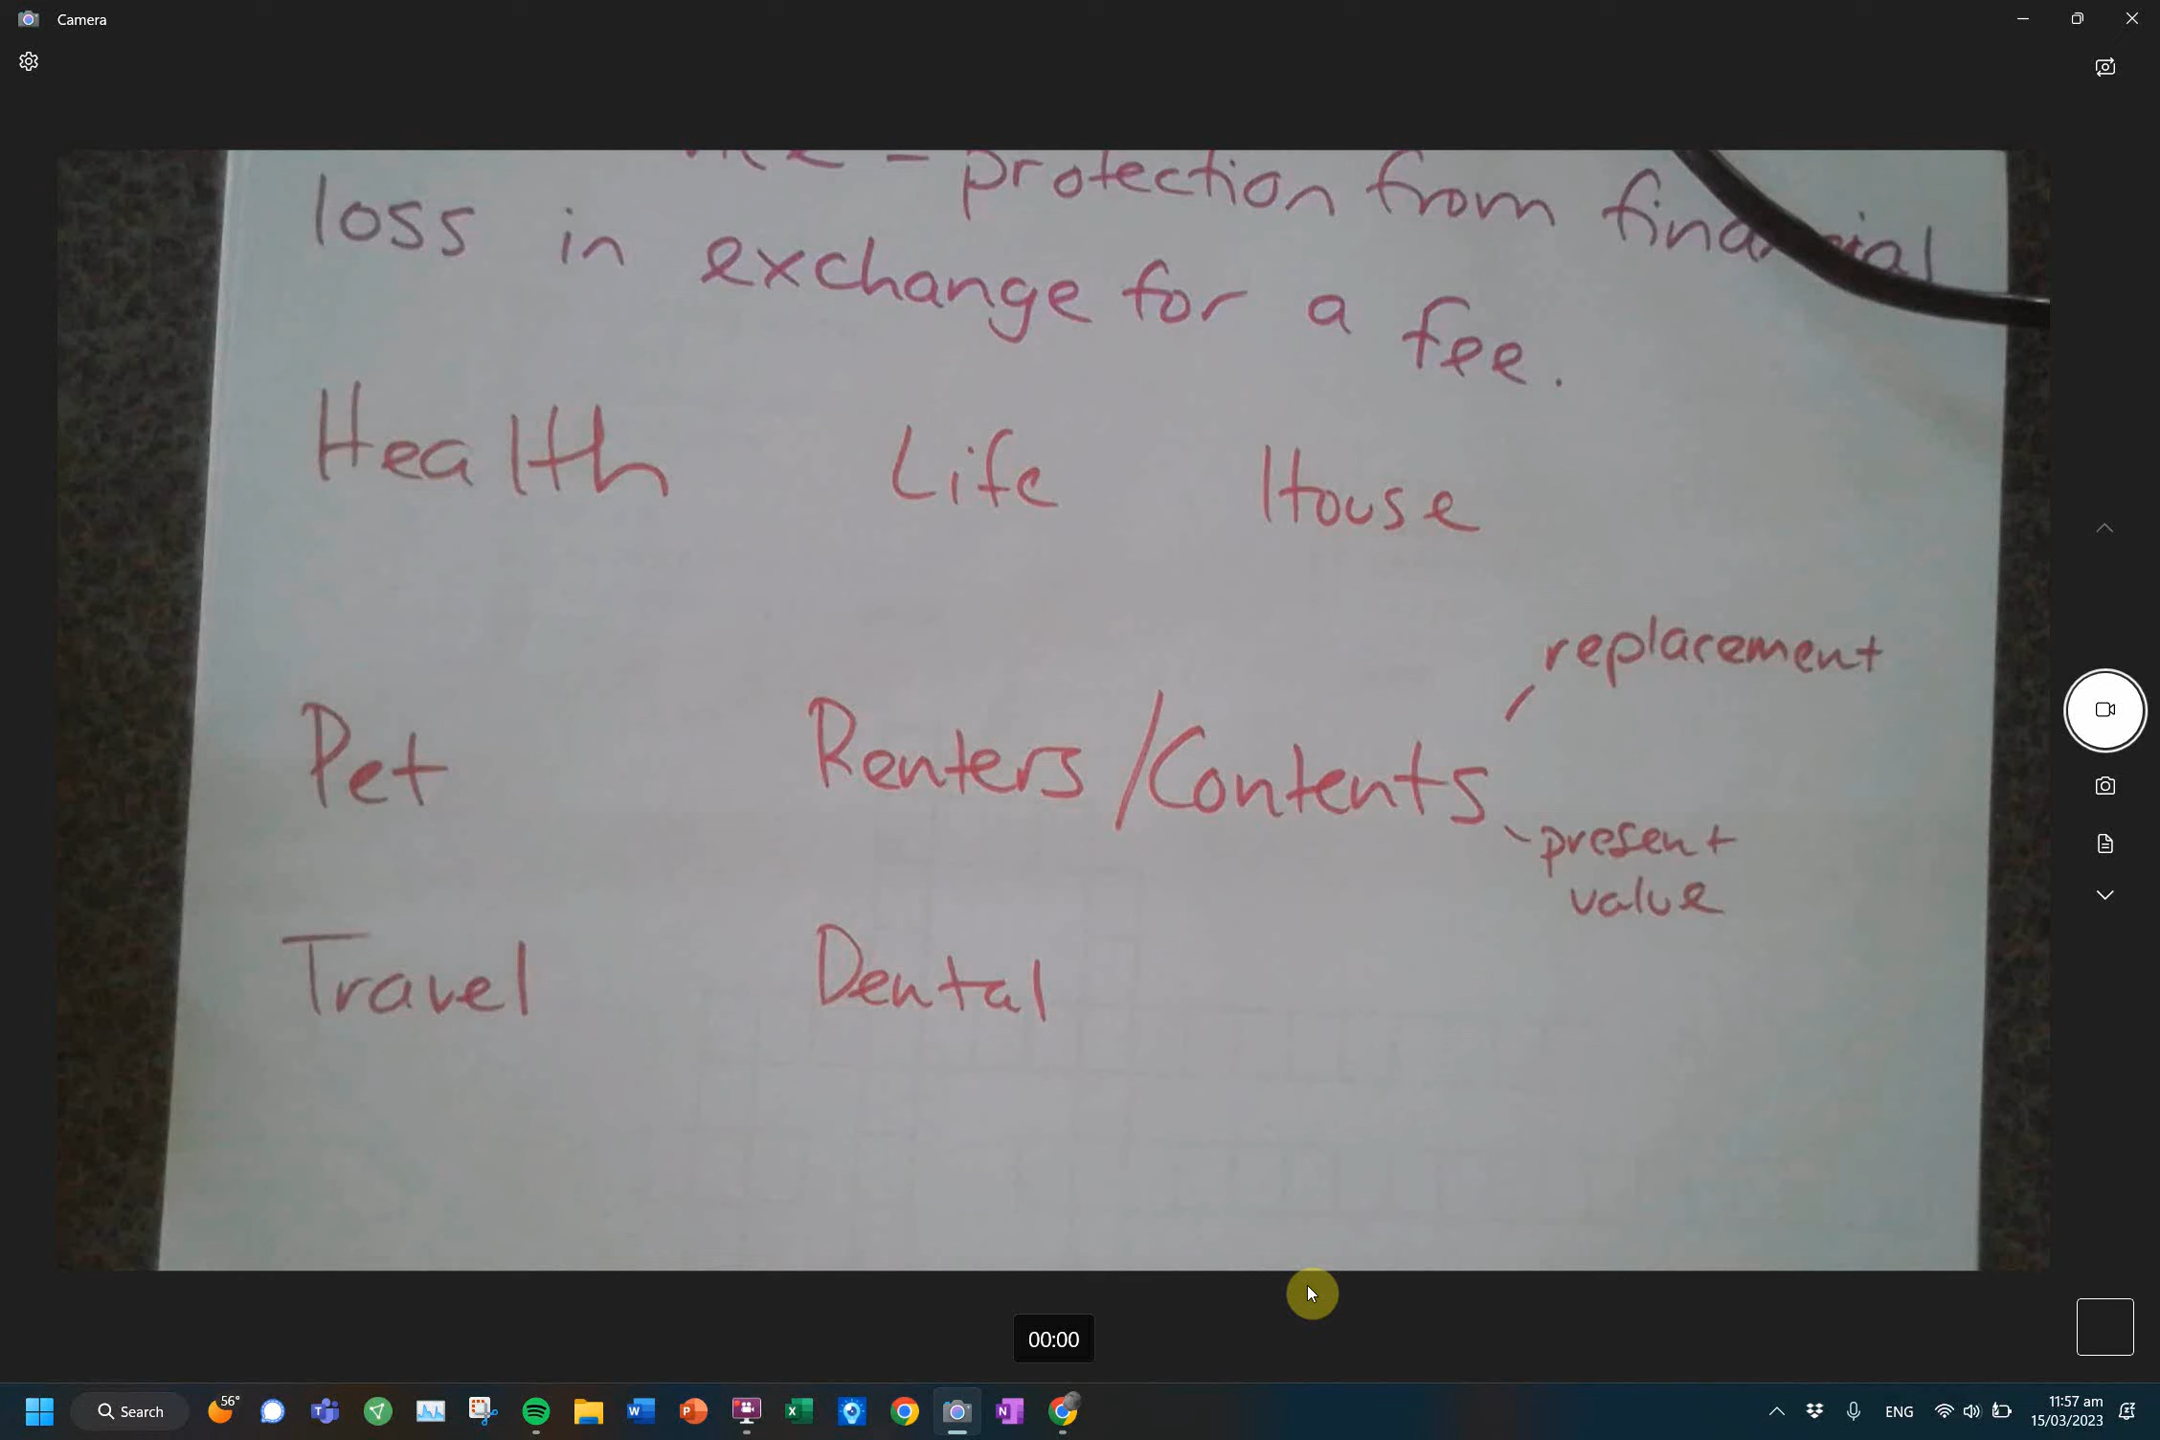 Camera
- protection from financial
loss in exchange for a fee.
Health Life House
replacement
Pet Renters/Contents
present
value
Travel Dental
00:00
56°
Search
ENG
11:57 am
15/03/2023